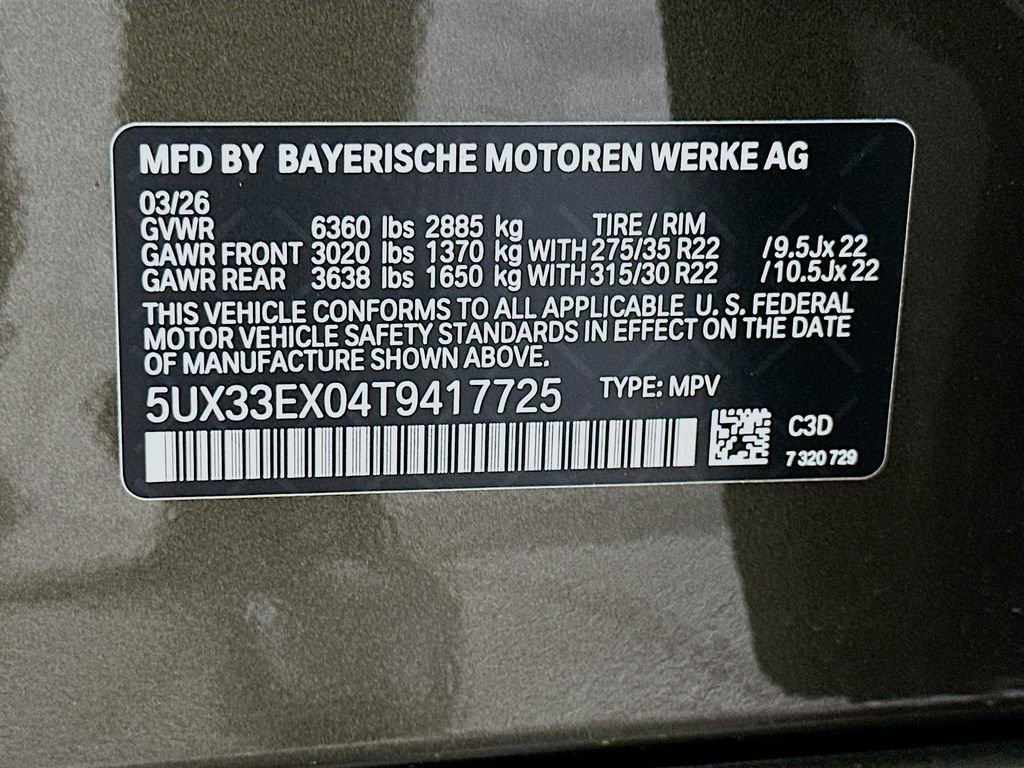 MFD BY BAYERISCHE MOTOREN WERKE AG
03/26
GVWR 6360 lbs 2885 kg TIRE / RIM
GAWR FRONT 3020 lbs 1370 kg WITH 275/35 R22 /9.5Jx 22
GAWR REAR 3638 lbs 1650 kg WITH 315/30 R22 /10.5Jx 22
THIS VEHICLE CONFORMS TO ALL APPLICABLE U. S. FEDERAL
MOTOR VEHICLE SAFETY STANDARDS IN EFFECT ON THE DATE
OF MANUFACTURE SHOWN ABOVE.
5UX33EX04T9417725 TYPE: MPV
C3D
7 320 729